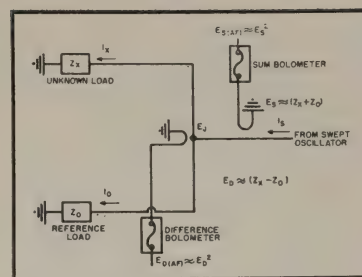 E_S(AF) ≈ E_S²
I_X
Z_X
UNKNOWN LOAD
SUM BOLOMETER
E_S ≈ (Z_X + Z_O)
I_S
E_J
FROM SWEPT
OSCILLATOR
I_O
E_D ≈ (Z_X − Z_O)
Z_O
REFERENCE
LOAD
DIFFERENCE
BOLOMETER
E_D(AF) ≈ E_D²